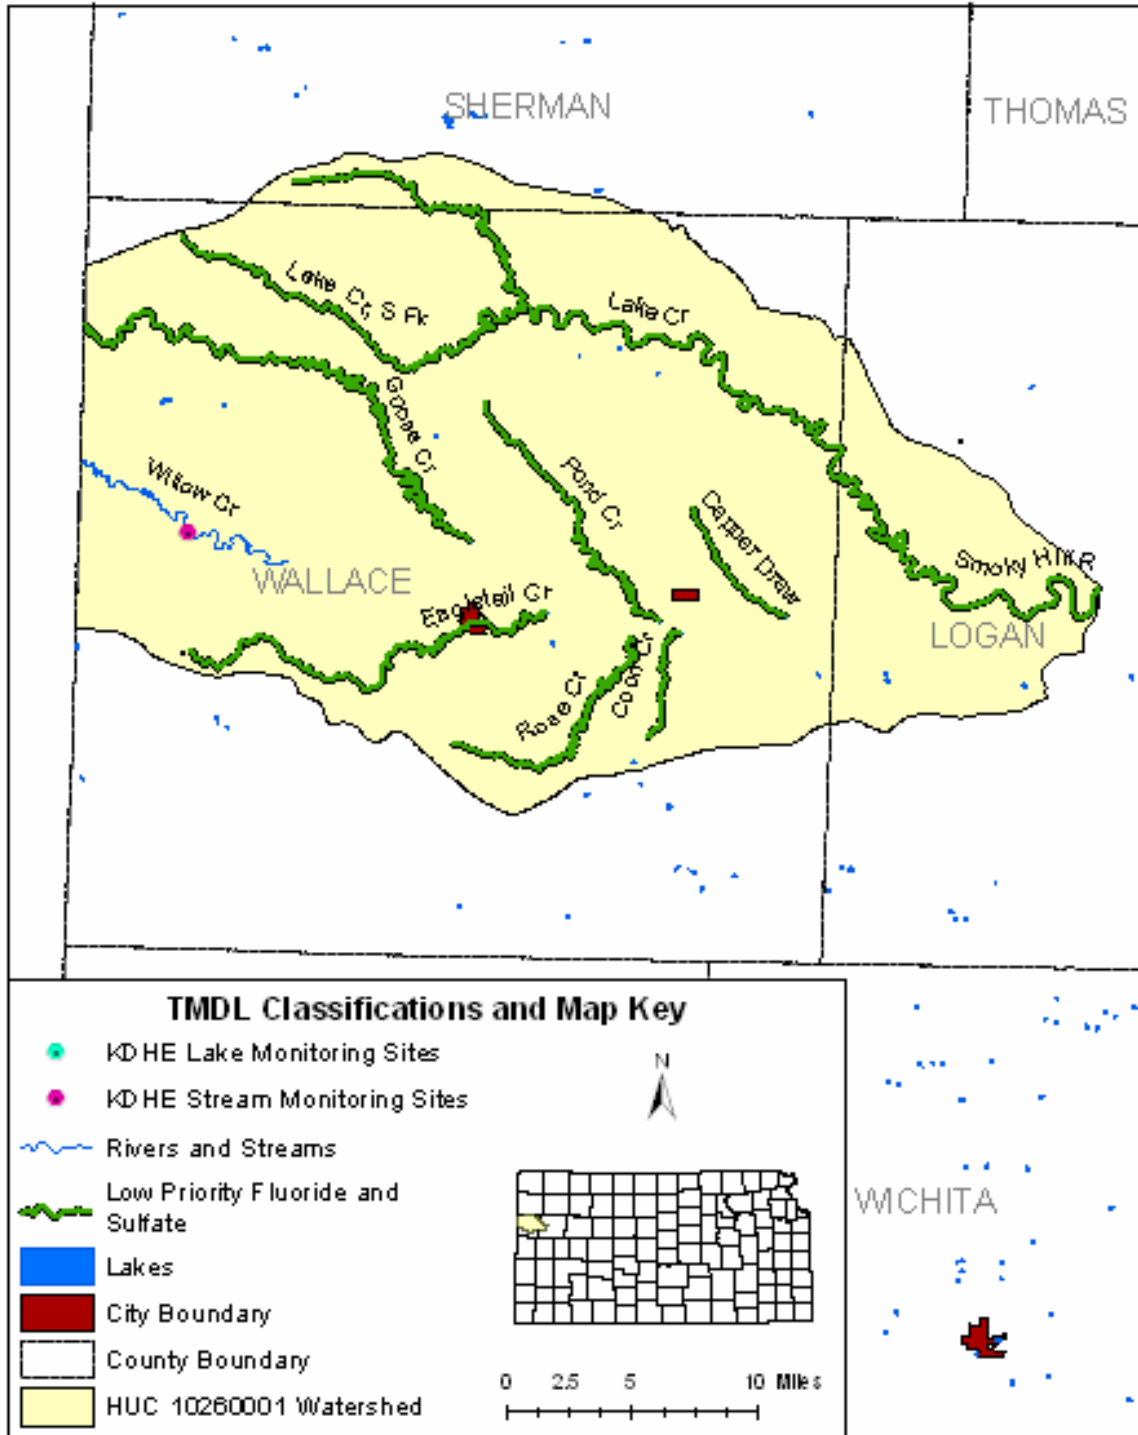 SHERMAN
THOMAS
Lake Cr, S Fk
Lake Cr
Goose Cr
Pond Cr
Willow Cr
Capper Draw
Smoky Hill R
WALLACE
Eagletail Cr
LOGAN
Rose Cr
Coon Cr
TMDL Classifications and Map Key
KDHE Lake Monitoring Sites
KDHE Stream Monitoring Sites
Rivers and Streams
Low Priority Fluoride and
Sulfate
Lakes
City Boundary
County Boundary
HUC 10260001 Watershed
N
0 2.5 5 10 Miles
WICHITA